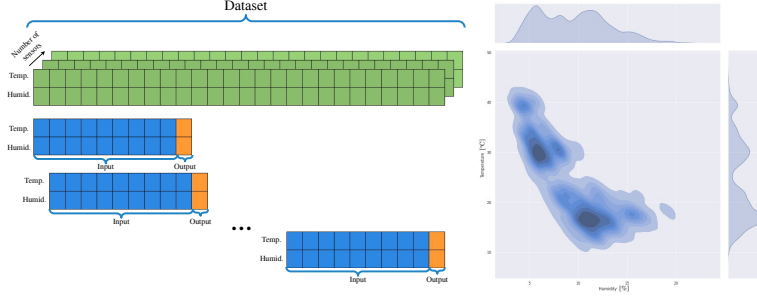 Dataset
Number of
sensors
Temp.
Humid.
Temp.
Humid.
Input
Output
Temp.
Humid.
Input
Output
...
Temp.
Humid.
Input
Output
50
40
30
20
10
Temperature [°C]
5
10
15
20
Humidity [%]